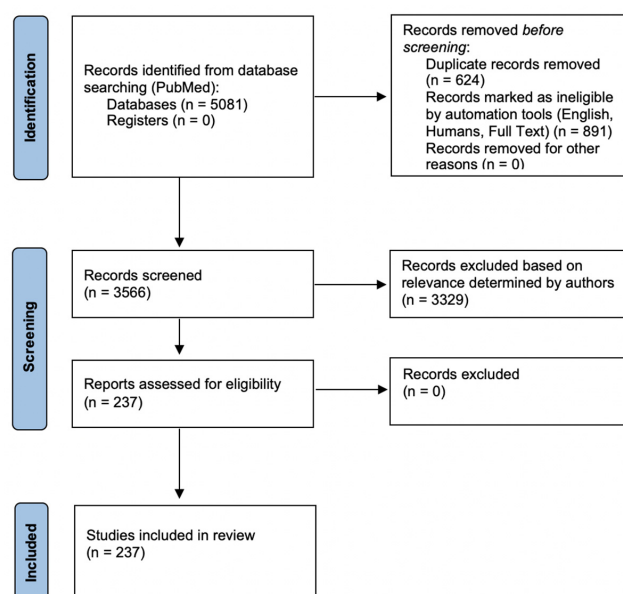 Identification
Records identified from database
searching (PubMed):
Databases (n = 5081)
Registers (n = 0)
Records removed before
screening:
Duplicate records removed
(n = 624)
Records marked as ineligible
by automation tools (English,
Humans, Full Text) (n = 891)
Records removed for other
reasons (n = 0)
Screening
Records screened
(n = 3566)
Records excluded based on
relevance determined by authors
(n = 3329)
Reports assessed for eligibility
(n = 237)
Records excluded
(n = 0)
Included
Studies included in review
(n = 237)